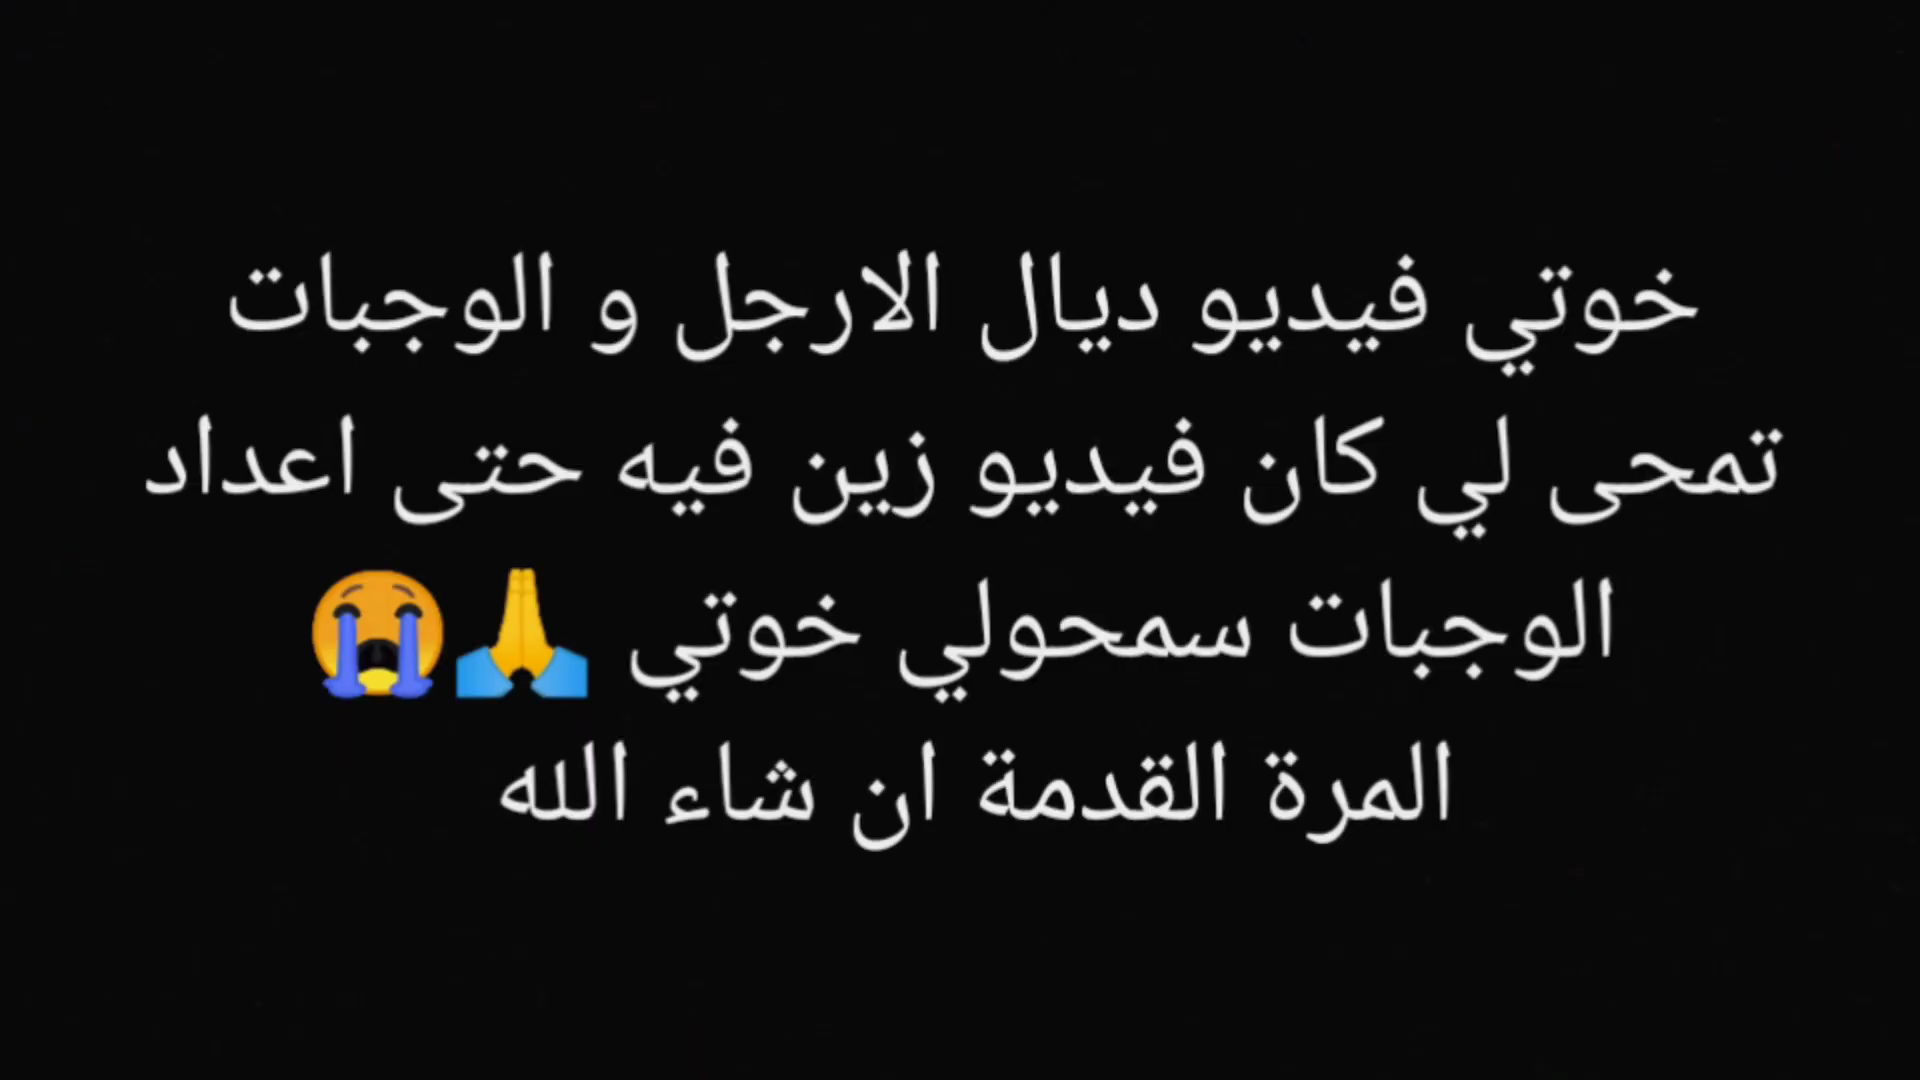 خوتي فيديو ديال الارجل و الوجبات
تمحى لي كان فيديو زين فيه حتى اعداد
الوجبات سمحولي خوتي 🙏😭
المرة القدمة ان شاء الله